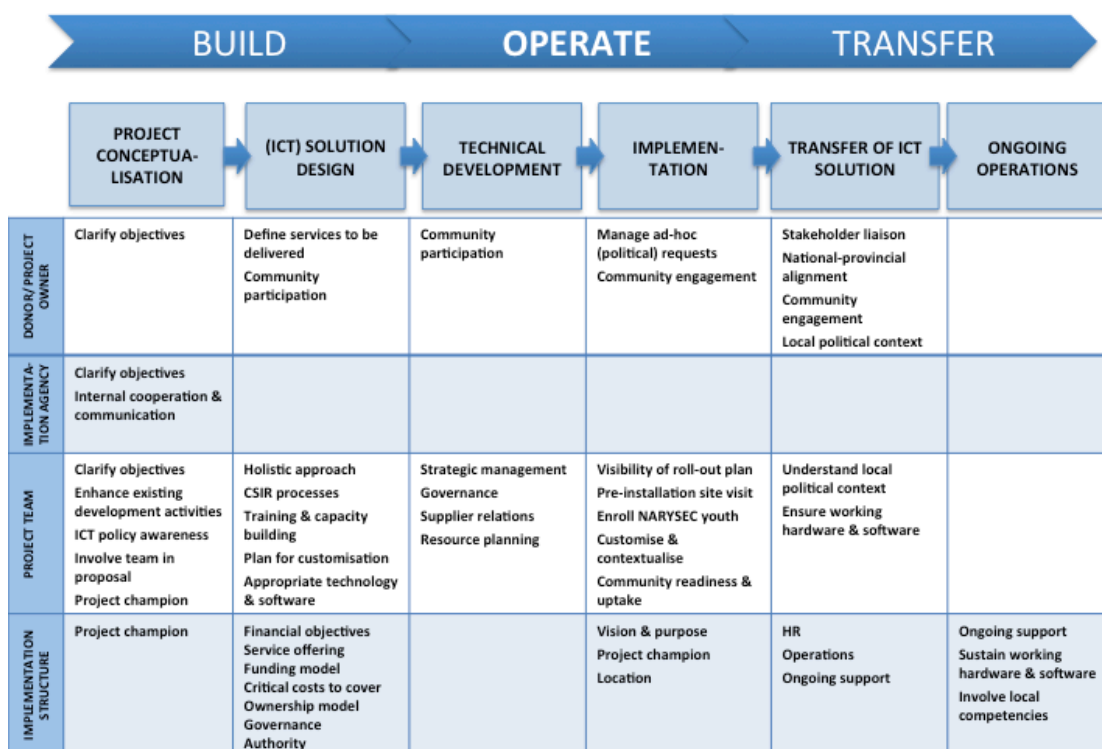 BUILD
OPERATE
TRANSFER
PROJECT
CONCEPTUA-
LISATION
(ICT) SOLUTION
DESIGN
TECHNICAL
DEVELOPMENT
IMPLEMEN-
TATION
TRANSFER OF ICT
SOLUTION
ONGOING
OPERATIONS
DONOR/ PROJECT
OWNER
Clarify objectives
Define services to be
delivered
Community
participation
Community
participation
Manage ad-hoc
(political) requests
Community engagement
Stakeholder liaison
National-provincial
alignment
Community
engagement
Local political context
IMPLEMENTA-
TION AGENCY
Clarify objectives
Internal cooperation &
communication
PROJECT TEAM
Clarify objectives
Enhance existing
development activities
ICT policy awareness
Involve team in
proposal
Project champion
Holistic approach
CSIR processes
Training & capacity
building
Plan for customisation
Appropriate technology
& software
Strategic management
Governance
Supplier relations
Resource planning
Visibility of roll-out plan
Pre-installation site visit
Enroll NARYSEC youth
Customise &
contextualise
Community readiness &
uptake
Understand local
political context
Ensure working
hardware & software
IMPLEMENTATION
STRUCTURE
Project champion
Financial objectives
Service offering
Funding model
Critical costs to cover
Ownership model
Governance
Authority
Vision & purpose
Project champion
Location
HR
Operations
Ongoing support
Ongoing support
Sustain working
hardware & software
Involve local
competencies